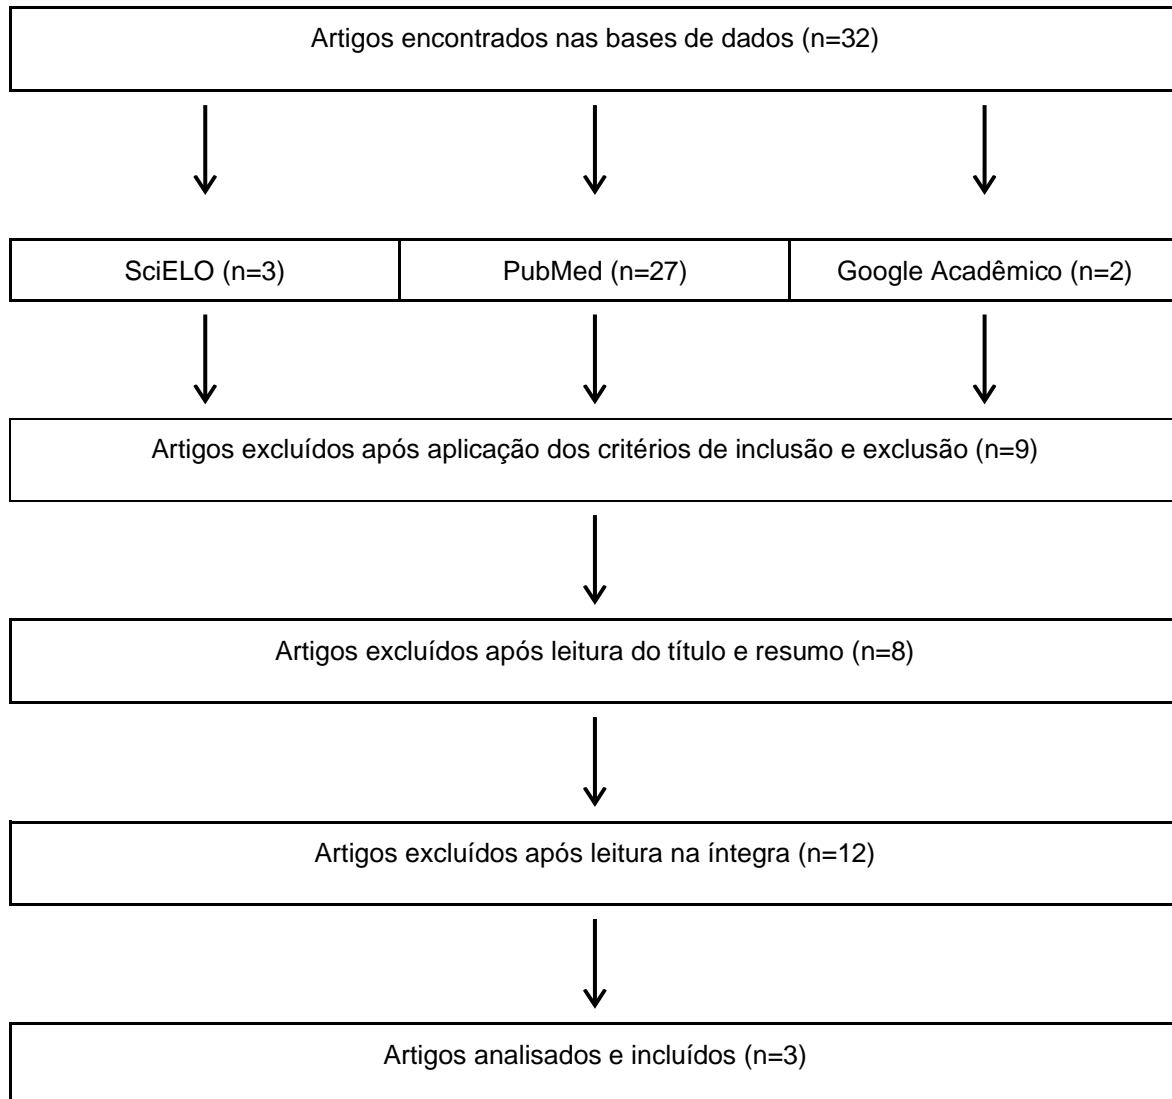 Artigos encontrados nas bases de dados (n=32)
SciELO (n=3)
PubMed (n=27)
Google Acadêmico (n=2)
Artigos excluídos após aplicação dos critérios de inclusão e exclusão (n=9)
Artigos excluídos após leitura do título e resumo (n=8)
Artigos excluídos após leitura na íntegra (n=12)
Artigos analisados e incluídos (n=3)